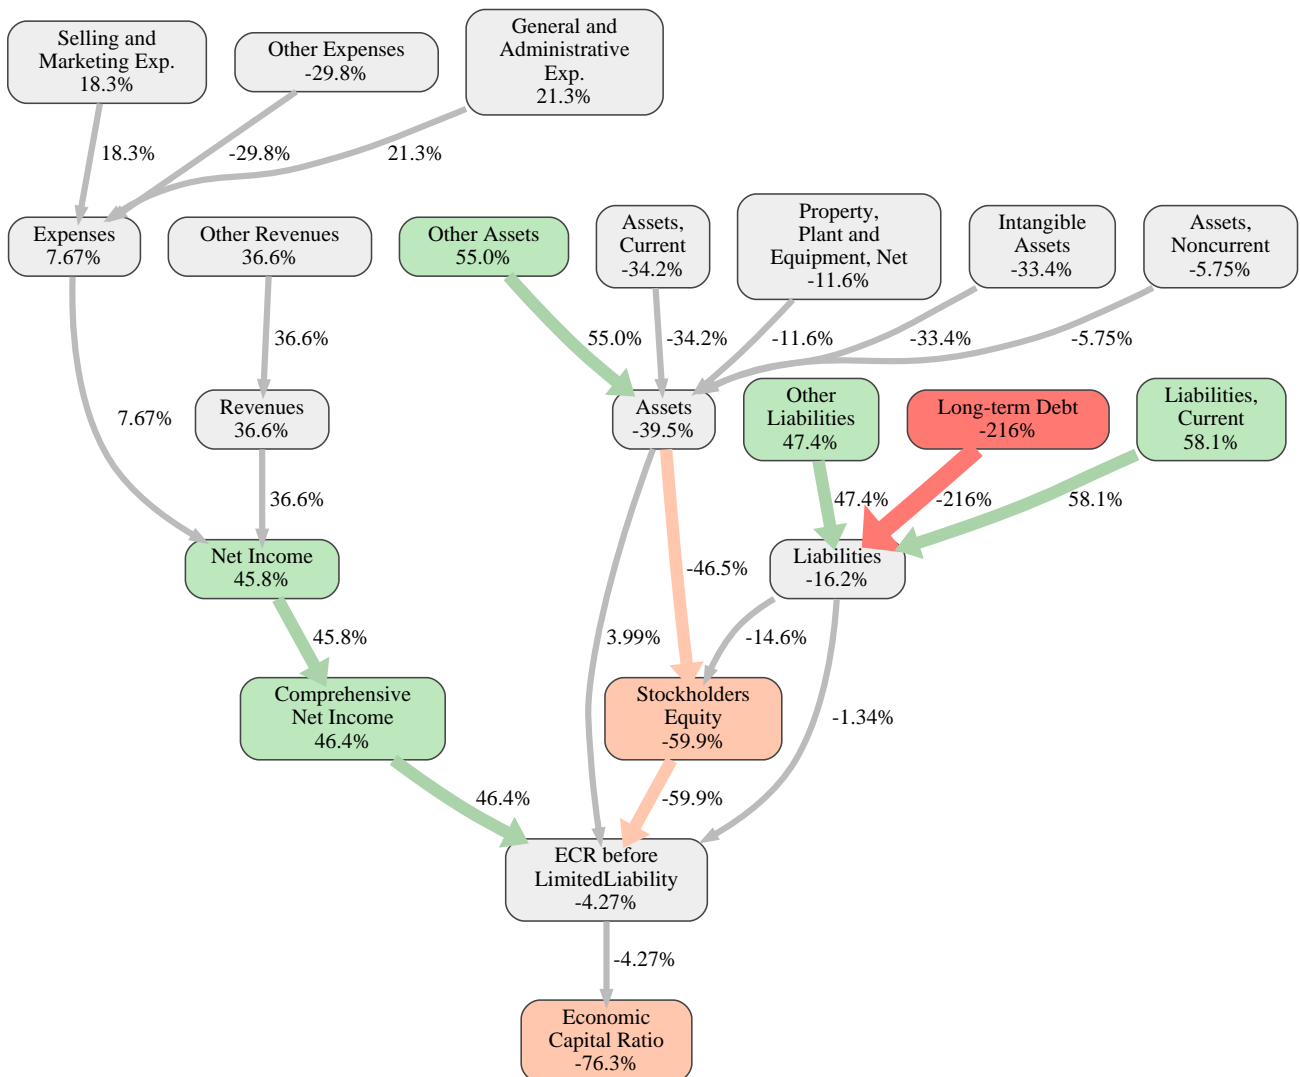 Selling and
Marketing Exp.
18.3%
Other Expenses
-29.8%
General and
Administrative
Exp.
21.3%
18.3%
-29.8%
21.3%
Expenses
7.67%
Other Revenues
36.6%
Other Assets
55.0%
Assets,
Current
-34.2%
Property,
Plant and
Equipment, Net
-11.6%
Intangible
Assets
-33.4%
Assets,
Noncurrent
-5.75%
36.6%
55.0%
-34.2%
-11.6%
-33.4%
-5.75%
7.67%
Revenues
36.6%
Assets
-39.5%
Other
Liabilities
47.4%
Long-term Debt
-216%
Liabilities,
Current
58.1%
36.6%
47.4%
-216%
58.1%
Net Income
45.8%
-46.5%
Liabilities
-16.2%
45.8%
3.99%
-14.6%
Comprehensive
Net Income
46.4%
Stockholders
Equity
-59.9%
-1.34%
46.4%
-59.9%
ECR before
LimitedLiability
-4.27%
-4.27%
Economic
Capital Ratio
-76.3%